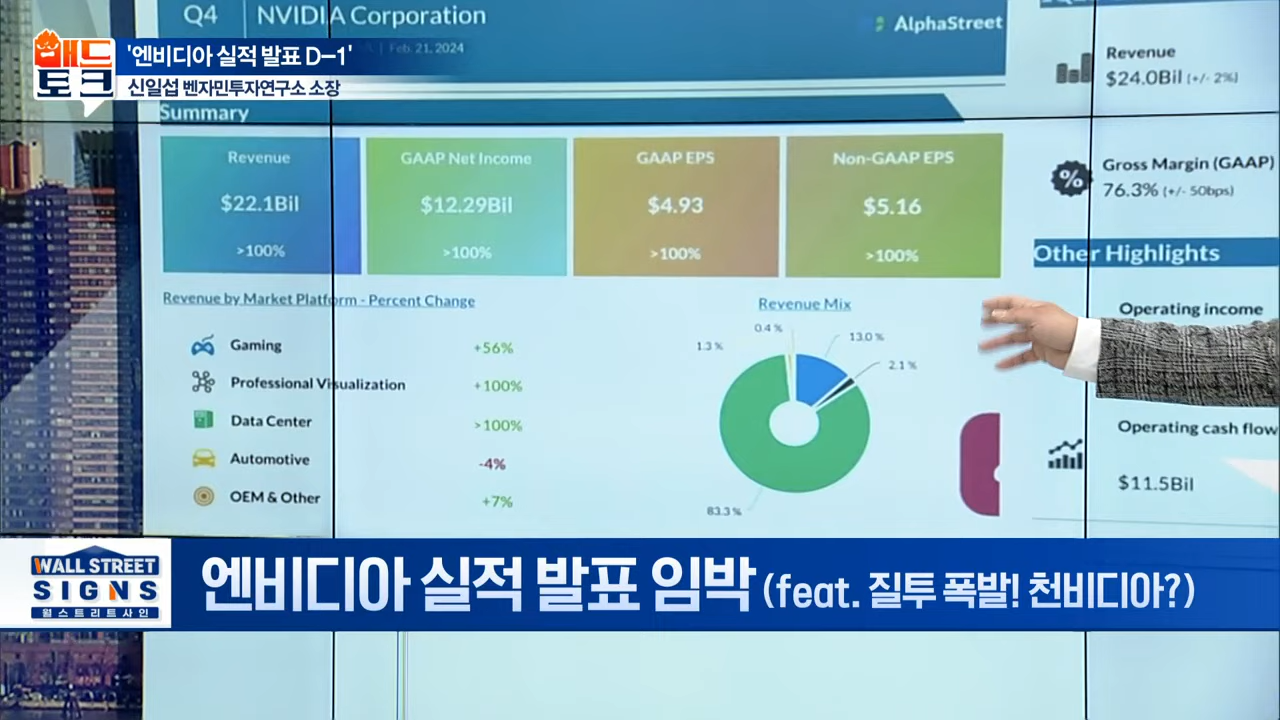 Q4
NVIDIA Corporation
AlphaStreet
Feb. 21, 2024
매드
토크
'엔비디아 실적 발표 D-1'
신일섭 벤자민투자연구소 소장
Summary
Revenue
$22.1Bil
>100%
GAAP Net Income
$12.29Bil
>100%
GAAP EPS
$4.93
>100%
Non-GAAP EPS
$5.16
>100%
Revenue
$24.0Bil (+/- 2%)
Gross Margin (GAAP)
76.3% (+/- 50bps)
%
Other Highlights
Operating income
Operating cash flow
$11.5Bil
Revenue by Market Platform - Percent Change
Gaming +56%
Professional Visualization +100%
Data Center >100%
Automotive -4%
OEM & Other +7%
Revenue Mix
0.4 %
13.0 %
1.3 %
2.1 %
83.3 %
WALL STREET
SIGNS
월스트리트사인
엔비디아 실적 발표 임박 (feat. 질투 폭발! 천비디아?)